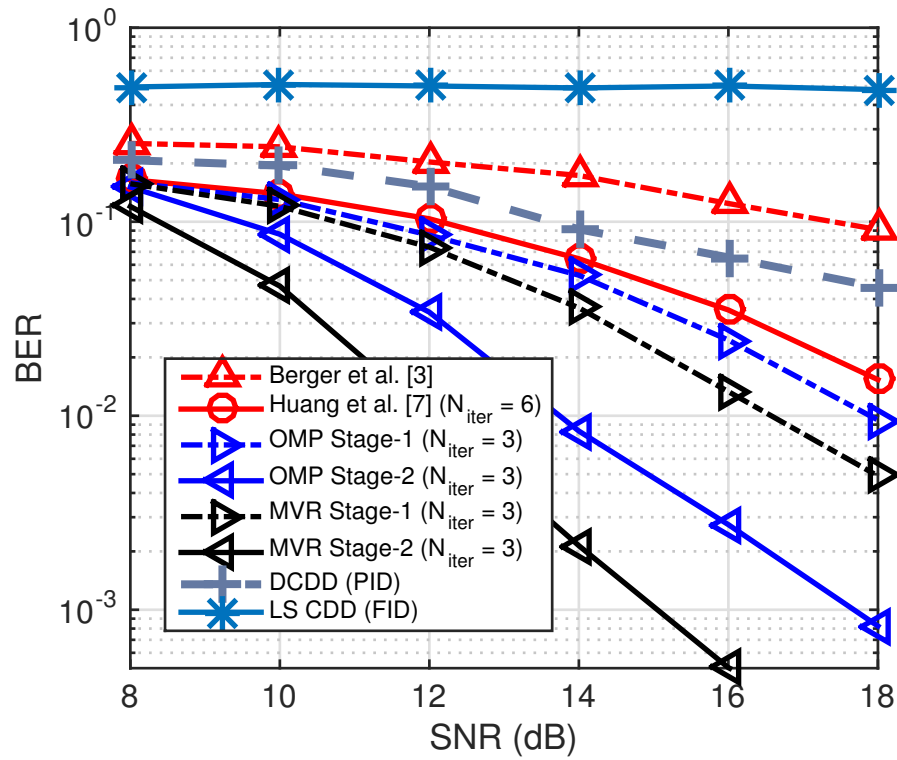 10^0
10^-1
10^-2
10^-3
BER
Berger et al. [3]
Huang et al. [7] (N_iter = 6)
OMP Stage-1 (N_iter = 3)
OMP Stage-2 (N_iter = 3)
MVR Stage-1 (N_iter = 3)
MVR Stage-2 (N_iter = 3)
DCDD (PID)
LS CDD (FID)
8 10 12 14 16 18
SNR (dB)